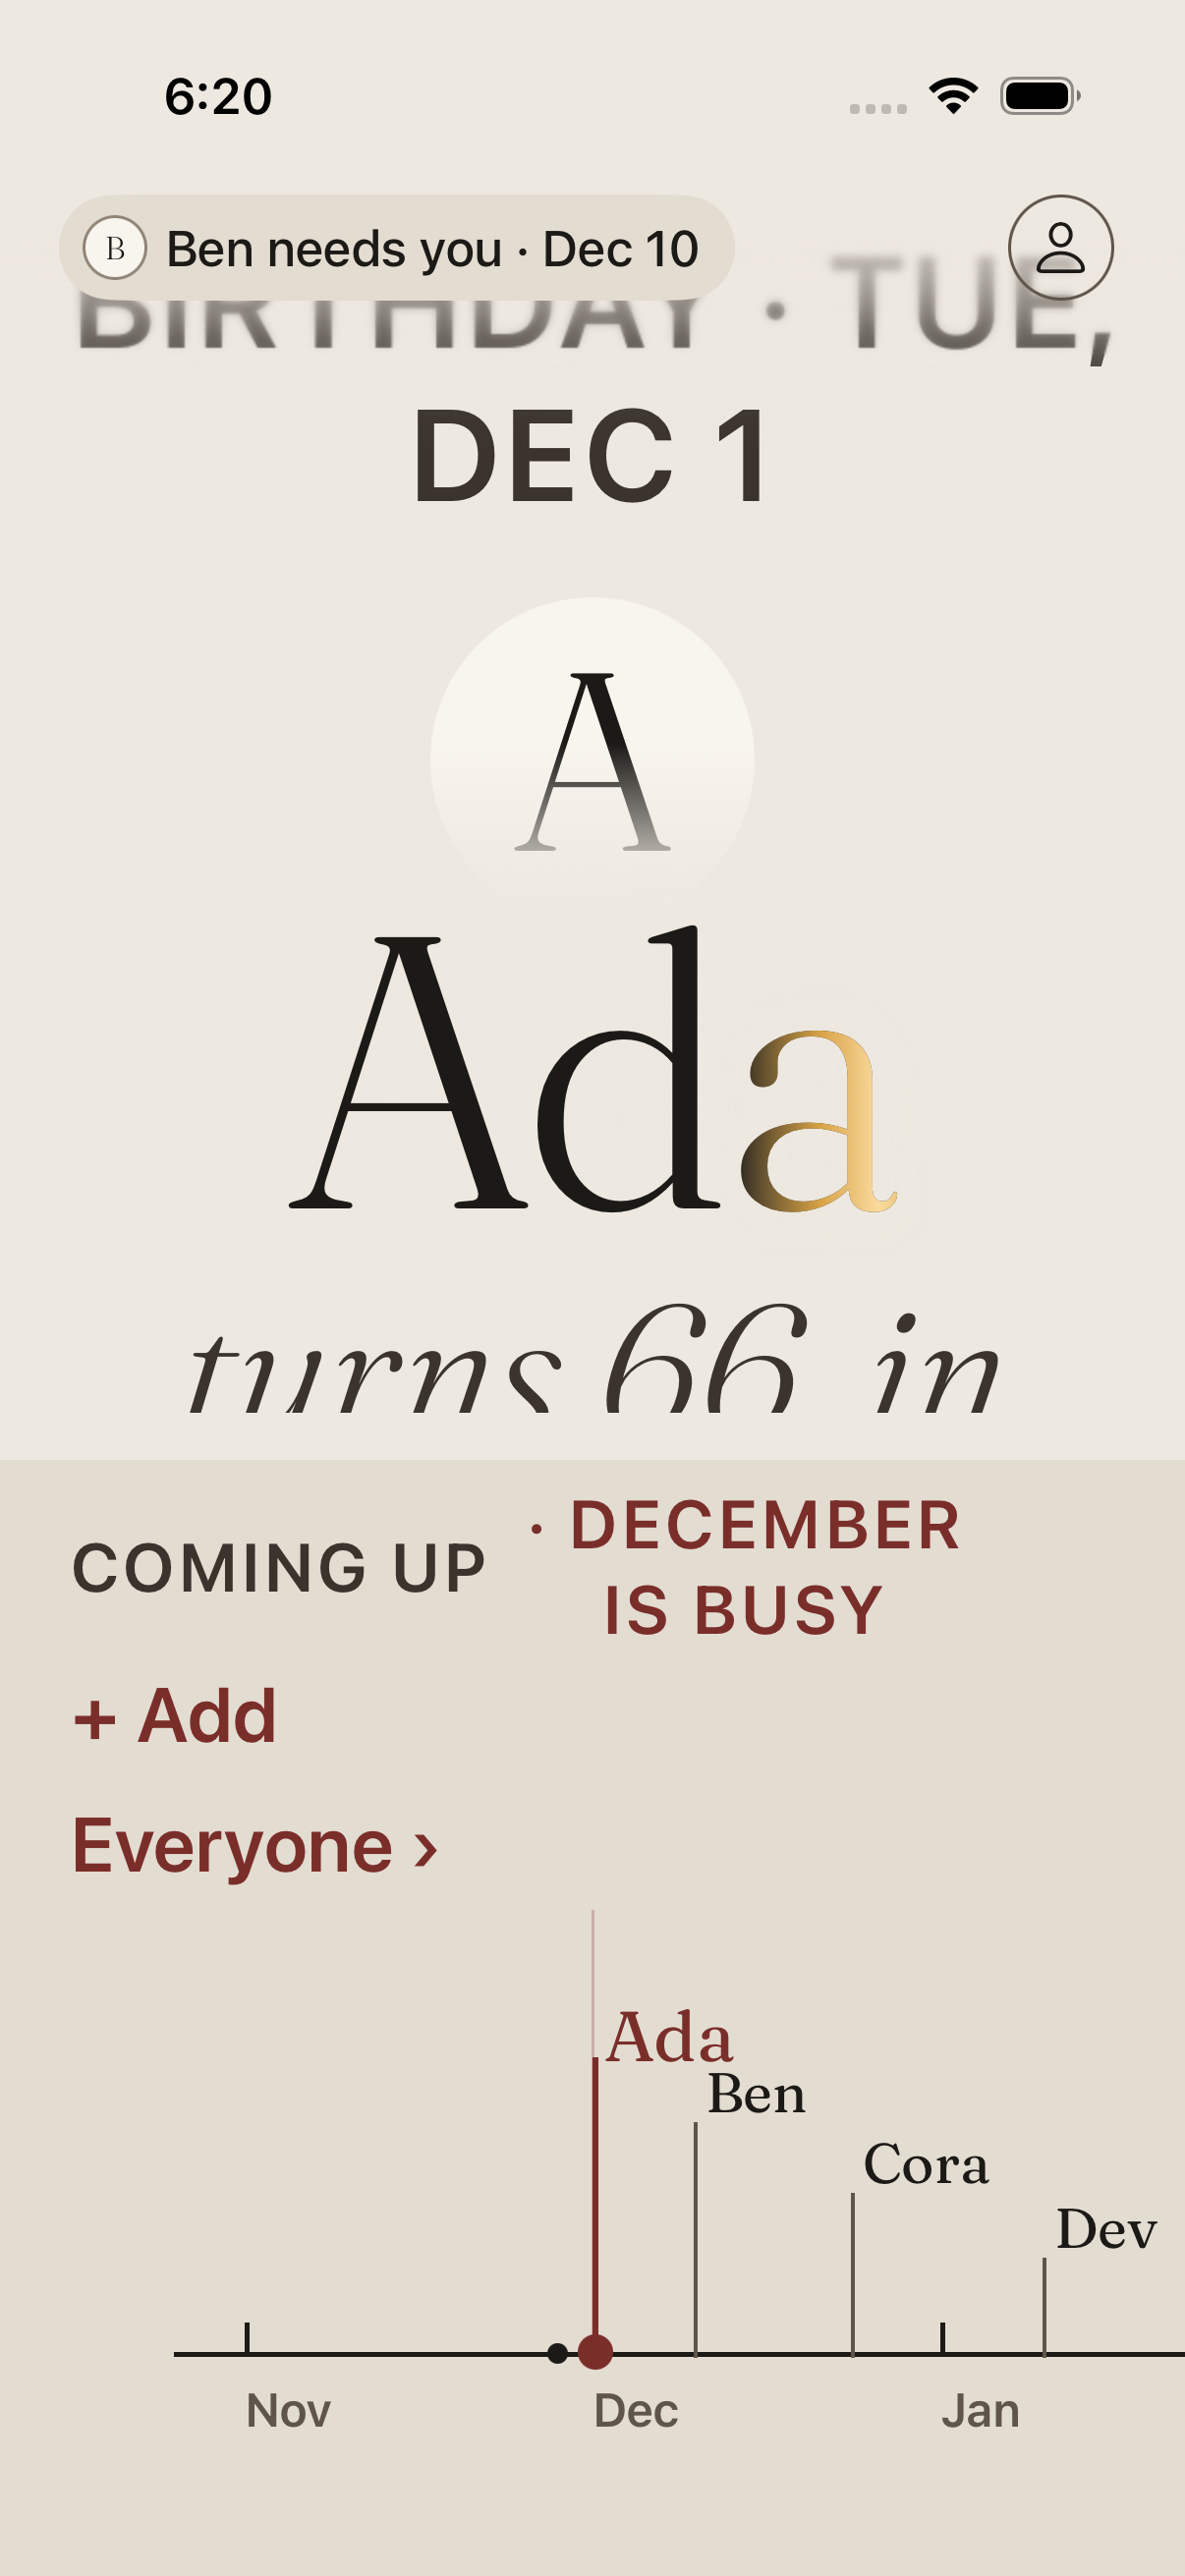 6:20
B Ben needs you · Dec 10
BIRTHDAY · TUE,
DEC 1
A
Ada
turns 66 in
COMING UP · DECEMBER
IS BUSY
+ Add
Everyone ›
Ada
Ben
Cora
Dev
Nov Dec Jan